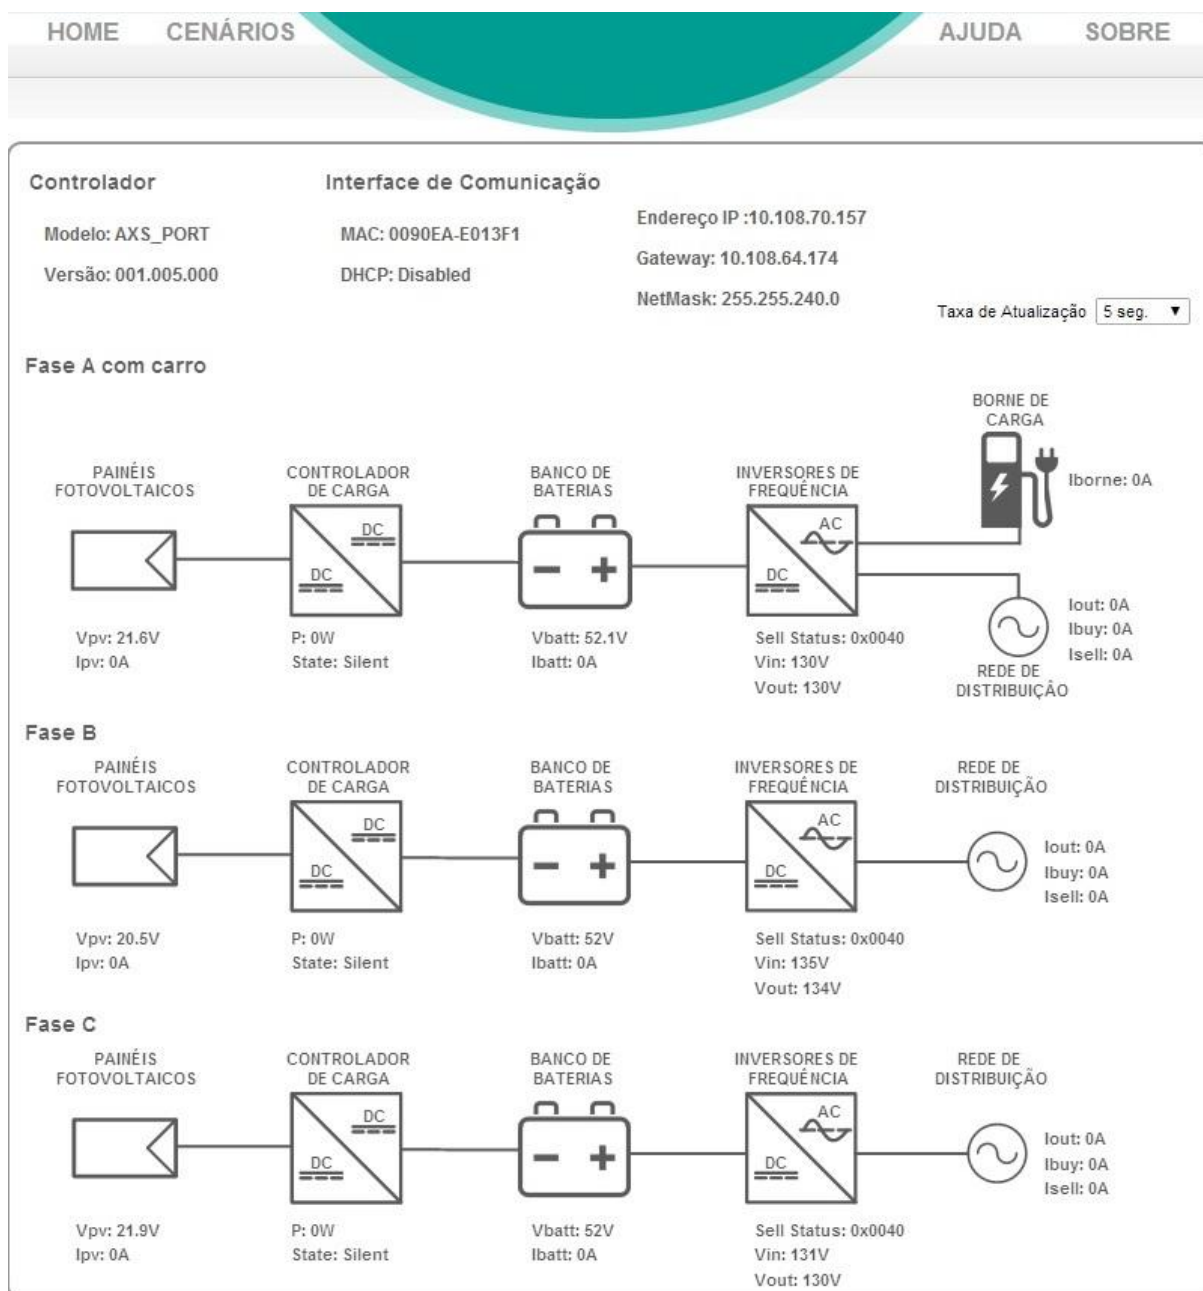 HOME CENÁRIOS AJUDA SOBRE
Controlador
Modelo: AXS_PORT
Versão: 001.005.000
Interface de Comunicação
MAC: 0090EA-E013F1
DHCP: Disabled
Endereço IP :10.108.70.157
Gateway: 10.108.64.174
NetMask: 255.255.240.0
Taxa de Atualização 5 seg.
Fase A com carro
PAINÉIS
FOTOVOLTAICOS
Vpv: 21.6V
Ipv: 0A
CONTROLADOR
DE CARGA
DC
DC
P: 0W
State: Silent
BANCO DE
BATERIAS
Vbatt: 52.1V
Ibatt: 0A
INVERSORES DE
FREQUÊNCIA
AC
DC
Sell Status: 0x0040
Vin: 130V
Vout: 130V
BORNE DE
CARGA
Iborne: 0A
Iout: 0A
Ibuy: 0A
Isell: 0A
REDE DE
DISTRIBUIÇÃO
Fase B
PAINÉIS
FOTOVOLTAICOS
Vpv: 20.5V
Ipv: 0A
CONTROLADOR
DE CARGA
DC
DC
P: 0W
State: Silent
BANCO DE
BATERIAS
Vbatt: 52V
Ibatt: 0A
INVERSORES DE
FREQUÊNCIA
AC
DC
Sell Status: 0x0040
Vin: 135V
Vout: 134V
REDE DE
DISTRIBUIÇÃO
Iout: 0A
Ibuy: 0A
Isell: 0A
Fase C
PAINÉIS
FOTOVOLTAICOS
Vpv: 21.9V
Ipv: 0A
CONTROLADOR
DE CARGA
DC
DC
P: 0W
State: Silent
BANCO DE
BATERIAS
Vbatt: 52V
Ibatt: 0A
INVERSORES DE
FREQUÊNCIA
AC
DC
Sell Status: 0x0040
Vin: 131V
Vout: 130V
REDE DE
DISTRIBUIÇÃO
Iout: 0A
Ibuy: 0A
Isell: 0A